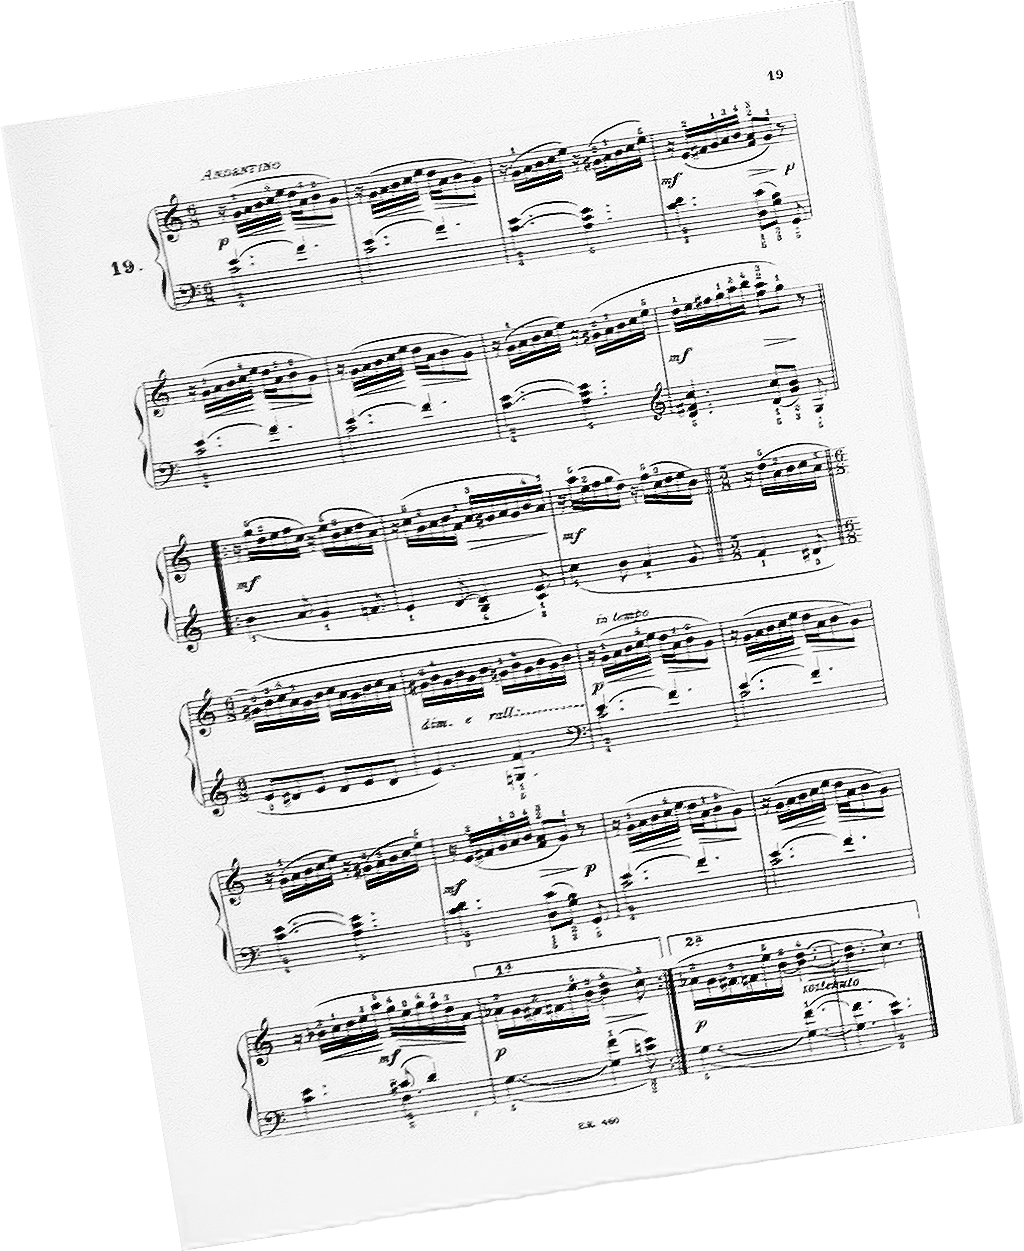 19
ANDANTINO
p
mf
p
19.
mf
mf
mf
in tempo
p
dim. e rall.
mf
p
1ª
2ª
sostenuto
mf
p
p
E.R. 460